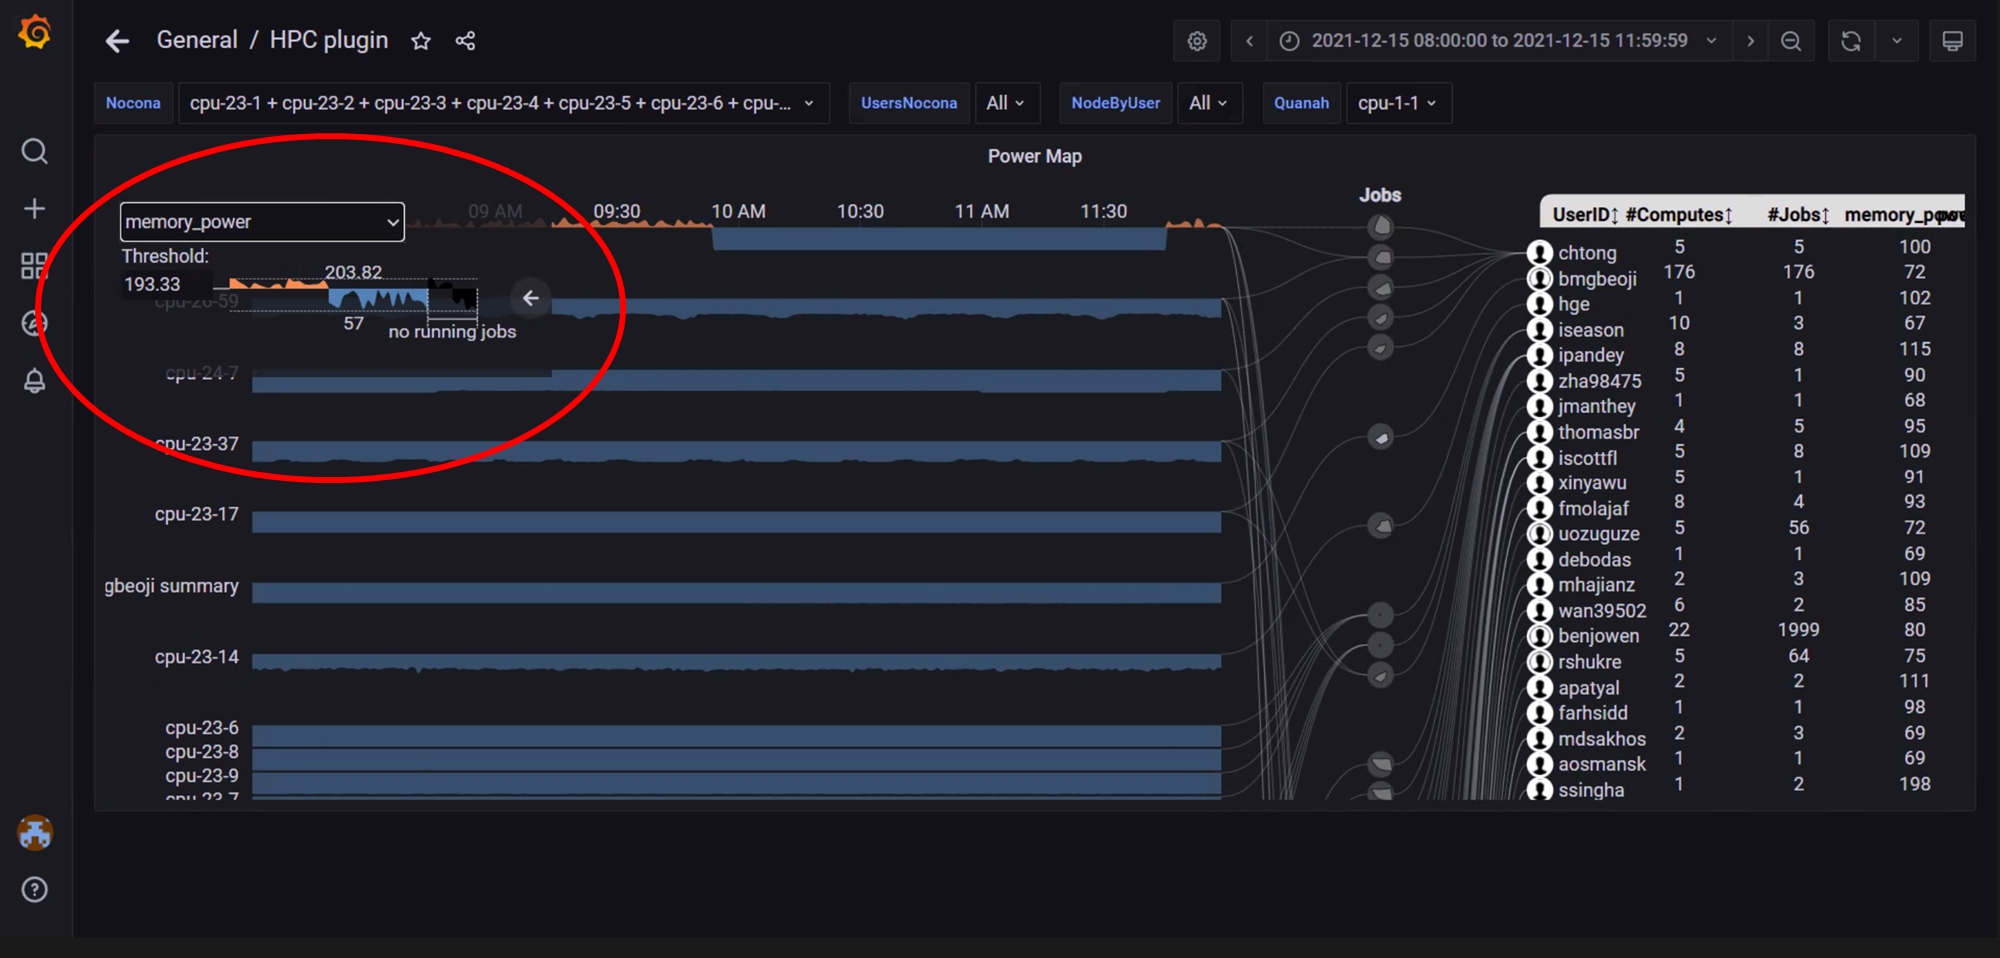 General / HPC plugin
2021-12-15 08:00:00 to 2021-12-15 11:59:59
Nocona cpu-23-1 + cpu-23-2 + cpu-23-3 + cpu-23-4 + cpu-23-5 + cpu-23-6 + cpu-... UsersNocona All NodeByUser All Quanah cpu-1-1
Power Map
Jobs
memory_power 09 AM 09:30 10 AM 10:30 11 AM 11:30
UserID #Computes #Jobs memory_pow
Threshold:
193.33 203.82
57
no running jobs
cpu-26-59
cpu-24-7
cpu-23-37
cpu-23-17
gbeoji summary
cpu-23-14
cpu-23-6
cpu-23-8
cpu-23-9
cpu-23-7
chtong 5 5 100
bmgbeoji 176 176 72
hge 1 1 102
iseason 10 3 67
ipandey 8 8 115
zha98475 5 1 90
jmanthey 1 1 68
thomasbr 4 5 95
iscottfl 5 8 109
xinyawu 5 1 91
fmolajaf 8 4 93
uozuguze 5 56 72
debodas 1 1 69
mhajianz 2 3 109
wan39502 6 2 85
benjowen 22 1999 80
rshukre 5 64 75
apatyal 2 2 111
farhsidd 1 1 98
mdsakhos 2 3 69
aosmansk 1 1 69
ssingha 1 2 198